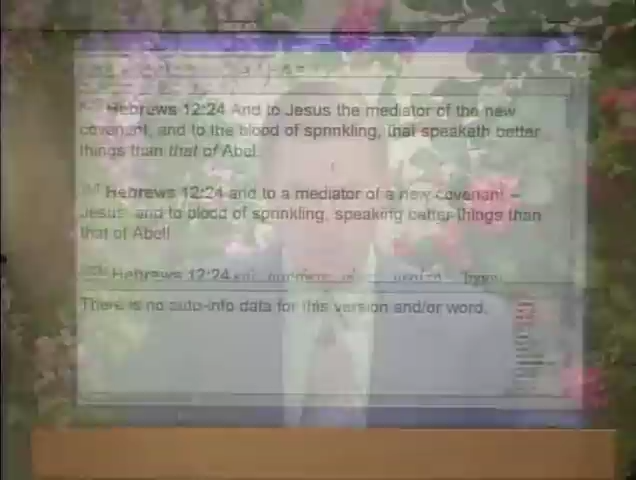 Hebrews 12:24 And to Jesus the mediator of the new
covenant, and to the blood of sprinkling, that speaketh better
things than that of Abel.
Hebrews 12:24 and to a mediator of a new covenant –
Jesus, and to blood of sprinkling, speaking better things than
that of Abel!
Hebrews 12:24
There is no auto-info data for this version and/or word.